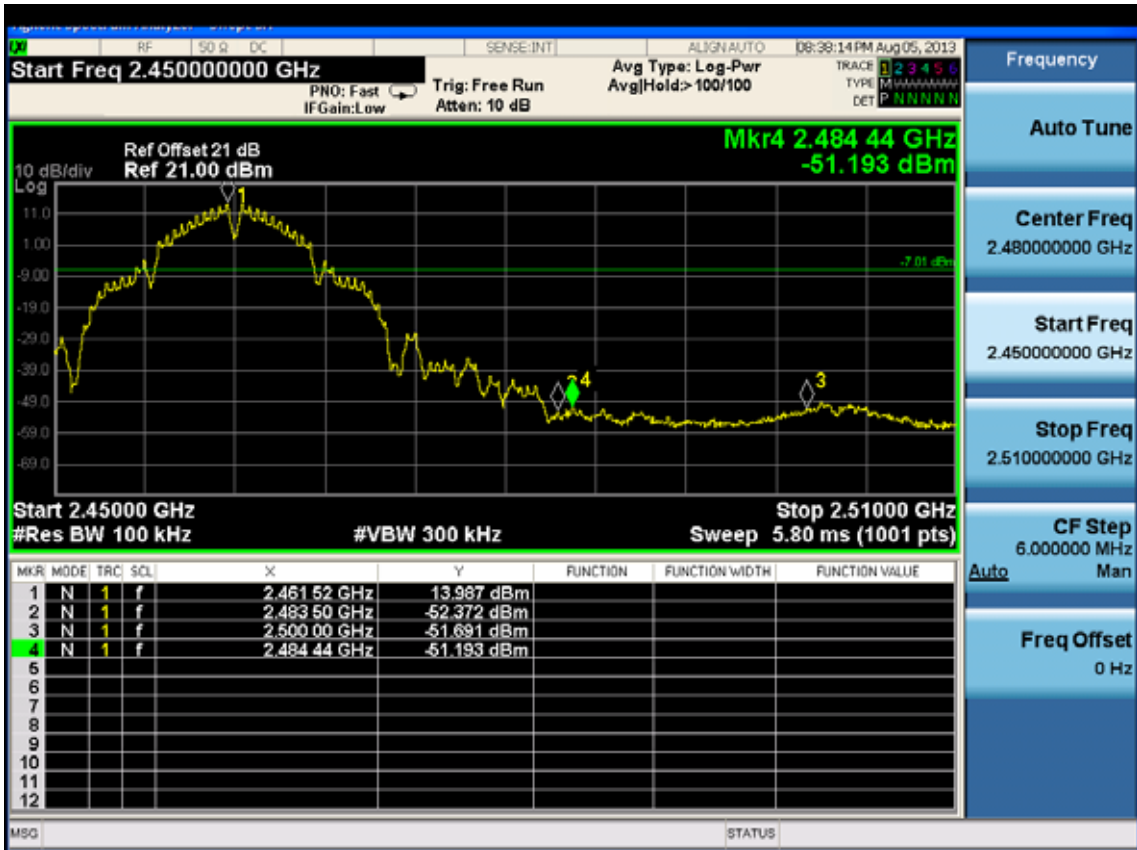 RF 50 Ω DC SENSE:INT ALIGN AUTO 08:38:14 PM Aug 05, 2013
Start Freq 2.450000000 GHz
PNO: Fast
IFGain:Low
Trig: Free Run
Atten: 10 dB
Avg Type: Log-Pwr
Avg|Hold:> 100/100
TRACE 1 2 3 4 5 6
TYPE M
DET P N N N N N
Mkr4 2.484 44 GHz
-51.193 dBm
Ref Offset 21 dB
10 dB/div Ref 21.00 dBm
Log
11.0
1.00
-9.00
-19.0
-29.0
-39.0
-49.0
-59.0
-69.0
1
-7.01 dBm
4
3
Start 2.45000 GHz Stop 2.51000 GHz
#Res BW 100 kHz #VBW 300 kHz Sweep 5.80 ms (1001 pts)
MKR MODE TRC SCL X Y FUNCTION FUNCTION WIDTH FUNCTION VALUE
1 N 1 f 2.461 52 GHz 13.987 dBm
2 N 1 f 2.483 50 GHz -52.372 dBm
3 N 1 f 2.500 00 GHz -51.691 dBm
4 N 1 f 2.484 44 GHz -51.193 dBm
5
6
7
8
9
10
11
12
MSG STATUS
Frequency
Auto Tune
Center Freq
2.480000000 GHz
Start Freq
2.450000000 GHz
Stop Freq
2.510000000 GHz
CF Step
6.000000 MHz
Auto Man
Freq Offset
0 Hz